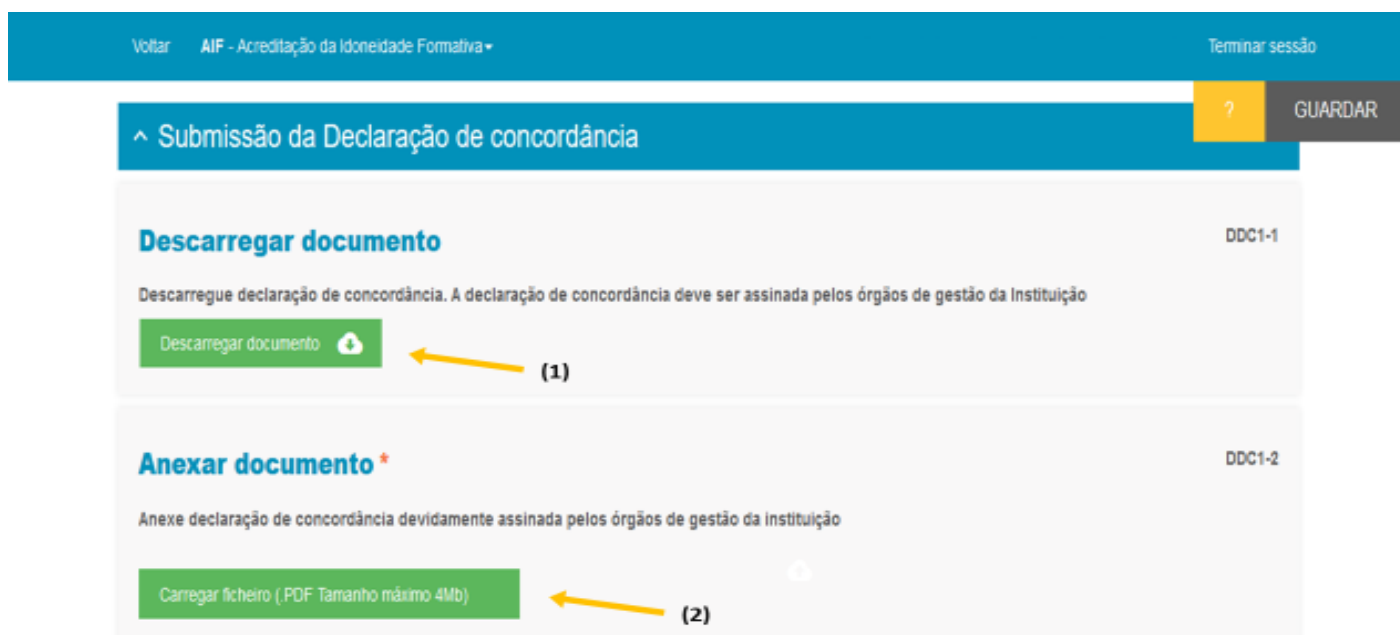 Voltar AIF - Acreditação da Idoneidade Formativa Terminar sessão
? GUARDAR
Submissão da Declaração de concordância
Descarregar documento DDC1-1
Descarregue declaração de concordância. A declaração de concordância deve ser assinada pelos órgãos de gestão da Instituição
Descarregar documento
(1)
Anexar documento * DDC1-2
Anexe declaração de concordância devidamente assinada pelos órgãos de gestão da instituição
Carregar ficheiro (.PDF Tamanho máximo 4Mb)
(2)